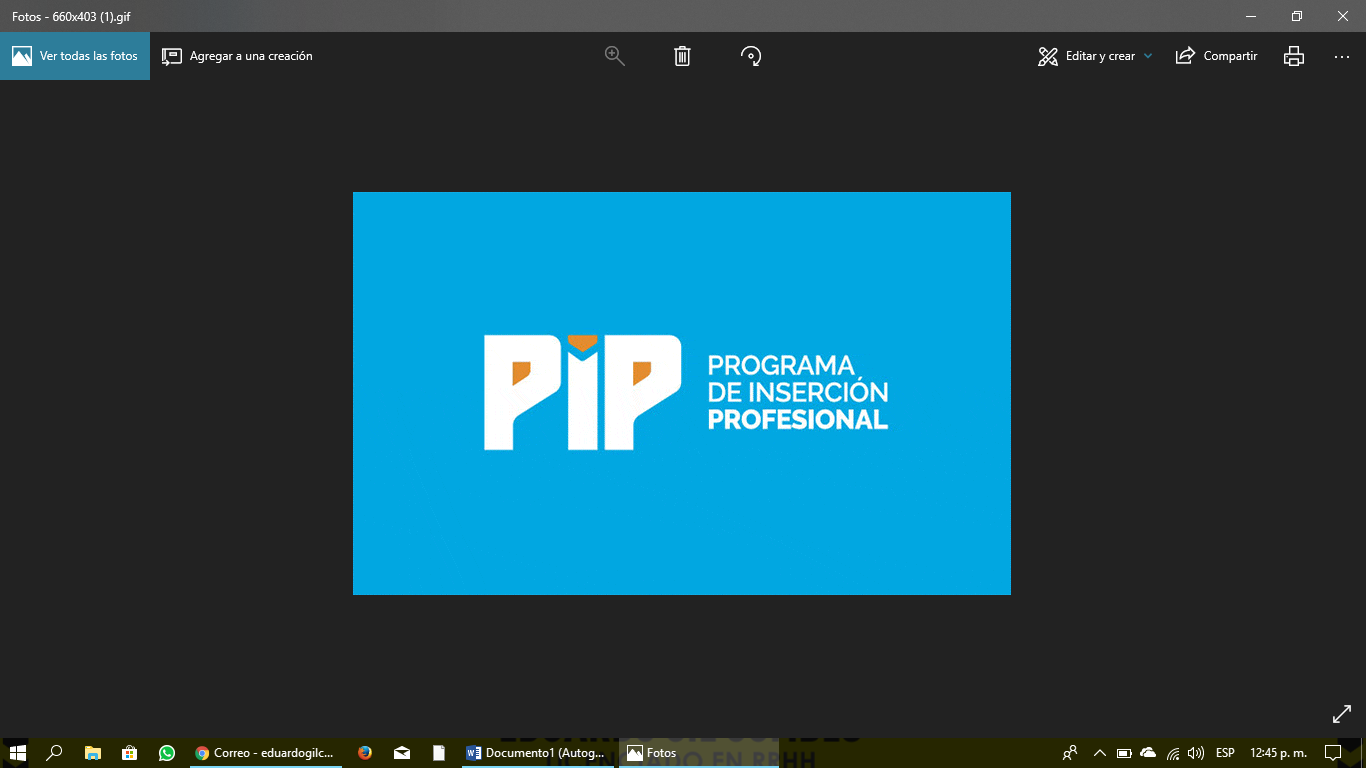 Fotos - 660x403 (1).gif
Ver todas las fotos
Agregar a una creación
Editar y crear
Compartir
PiP
PROGRAMA
DE INSERCIÓN
PROFESIONAL
Correo - eduardogilc...
Documento1 (Autog...
Fotos
ESP
12:45 p. m.